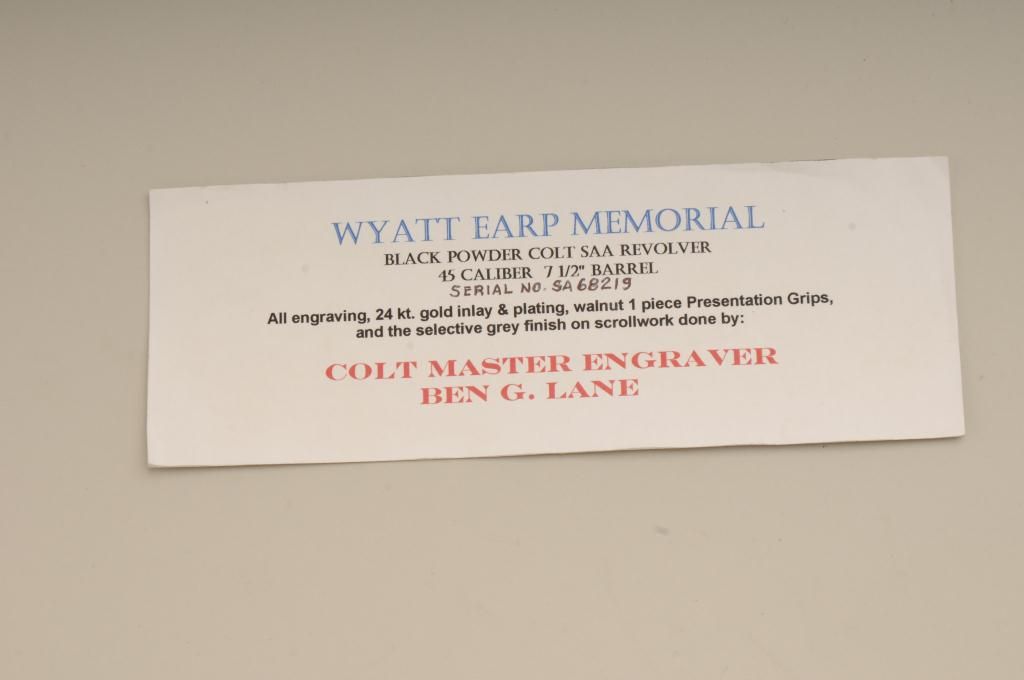 WYATT EARP MEMORIAL
BLACK POWDER COLT SAA REVOLVER
45 CALIBER 7 1/2" BARREL
SERIAL NO. SA68219
All engraving, 24 kt. gold inlay & plating, walnut 1 piece Presentation Grips,
and the selective grey finish on scrollwork done by:
COLT MASTER ENGRAVER
BEN G. LANE